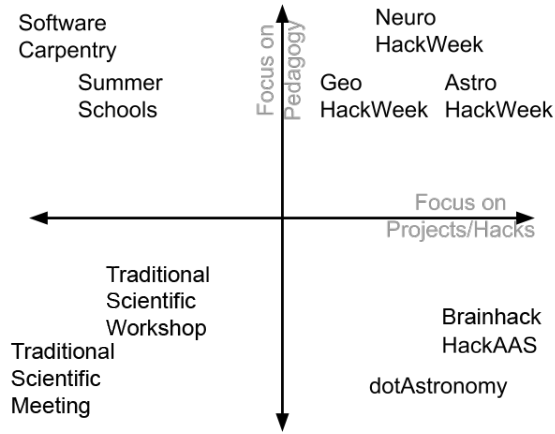 Software
Carpentry
Summer
Schools
Focus on
Pedagogy
Neuro
HackWeek
Geo
HackWeek
Astro
HackWeek
Focus on
Projects/Hacks
Traditional
Scientific
Workshop
Traditional
Scientific
Meeting
Brainhack
HackAAS
dotAstronomy